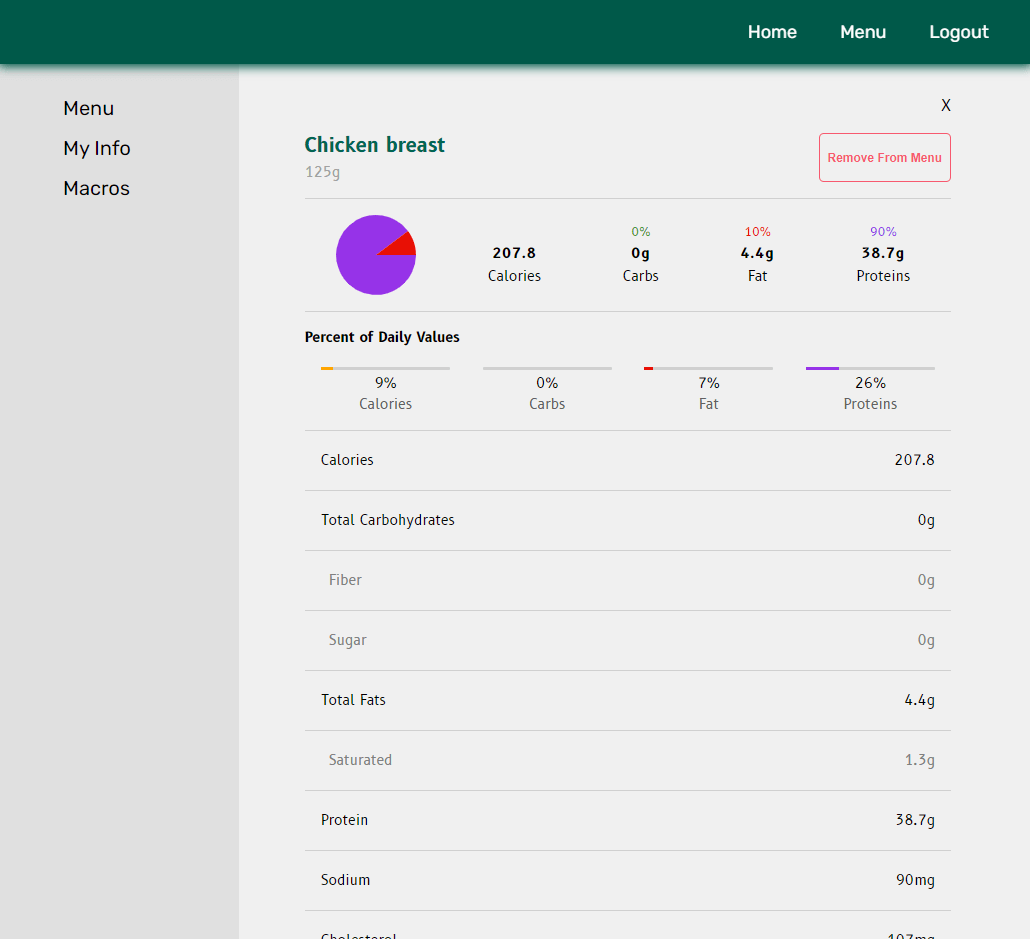 Home Menu Logout
Menu
My Info
Macros
X
Chicken breast
125g
Remove From Menu
0% 10% 90%
207.8 0g 4.4g 38.7g
Calories Carbs Fat Proteins
Percent of Daily Values
9% 0% 7% 26%
Calories Carbs Fat Proteins
Calories 207.8
Total Carbohydrates 0g
Fiber 0g
Sugar 0g
Total Fats 4.4g
Saturated 1.3g
Protein 38.7g
Sodium 90mg
Cholesterol 107mg